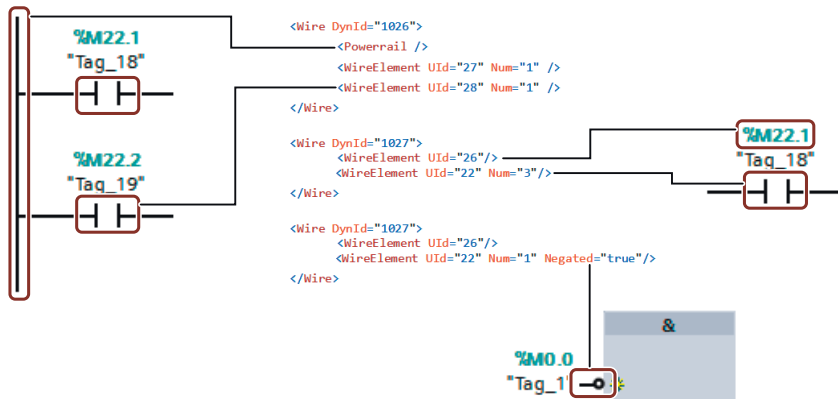 %M22.1
"Tag_18"
%M22.2
"Tag_19"
<Wire DynId="1026">
<Powerrail />
<WireElement UId="27" Num="1" />
<WireElement UId="28" Num="1" />
</Wire>
<Wire DynId="1027">
<WireElement UId="26"/>
<WireElement UId="22" Num="3"/>
</Wire>
<Wire DynId="1027">
<WireElement UId="26"/>
<WireElement UId="22" Num="1" Negated="true"/>
</Wire>
%M22.1
"Tag_18"
&
%M0.0
"Tag_1"